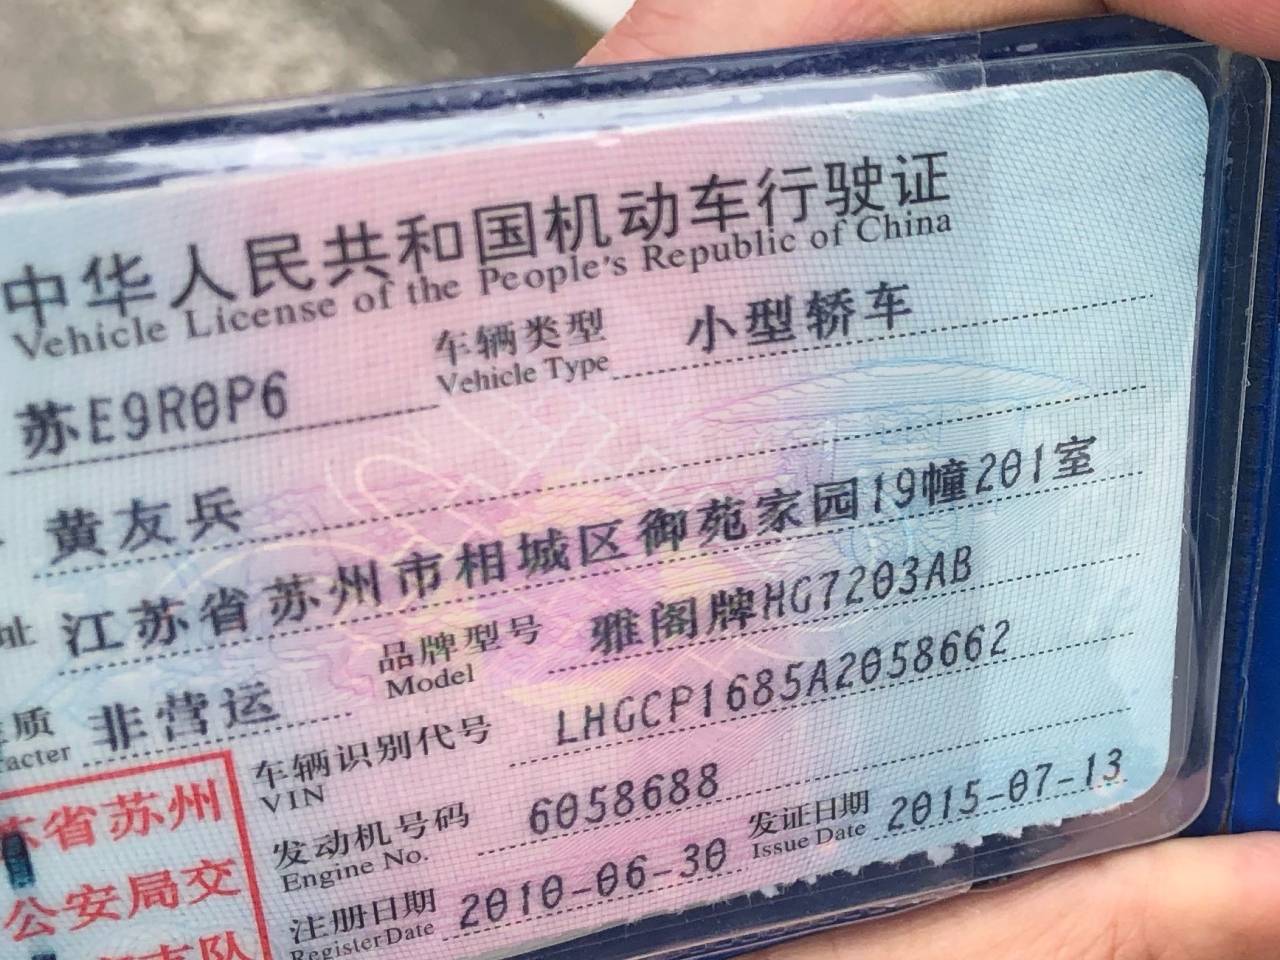 中华人民共和国机动车行驶证
Vehicle License of the People's Republic of China
苏E9R0P6
车辆类型 小型轿车
Vehicle Type
黄友兵
址 江苏省苏州市相城区御苑家园19幢201室
品牌型号 雅阁牌HG7203AB
Model
质 非营运
acter
车辆识别代号 LHGCP1685A2058662
VIN
发动机号码 6058688
Engine No.
发证日期 2015-07-13
Issue Date
注册日期 2010-06-30
Register Date
省苏州
公安局交
支队